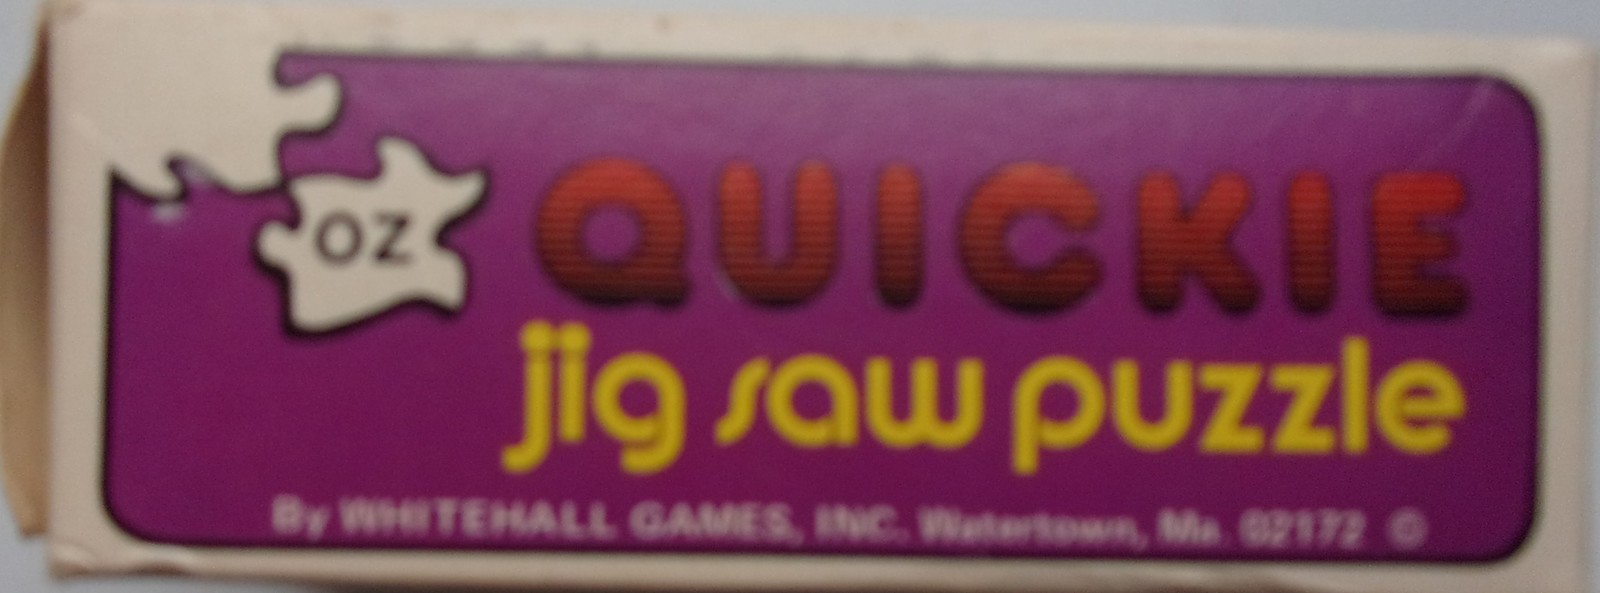 OZ
QUICKIE
jig saw puzzle
By WHITEHALL GAMES, INC. Watertown, Ma. 02172 ©